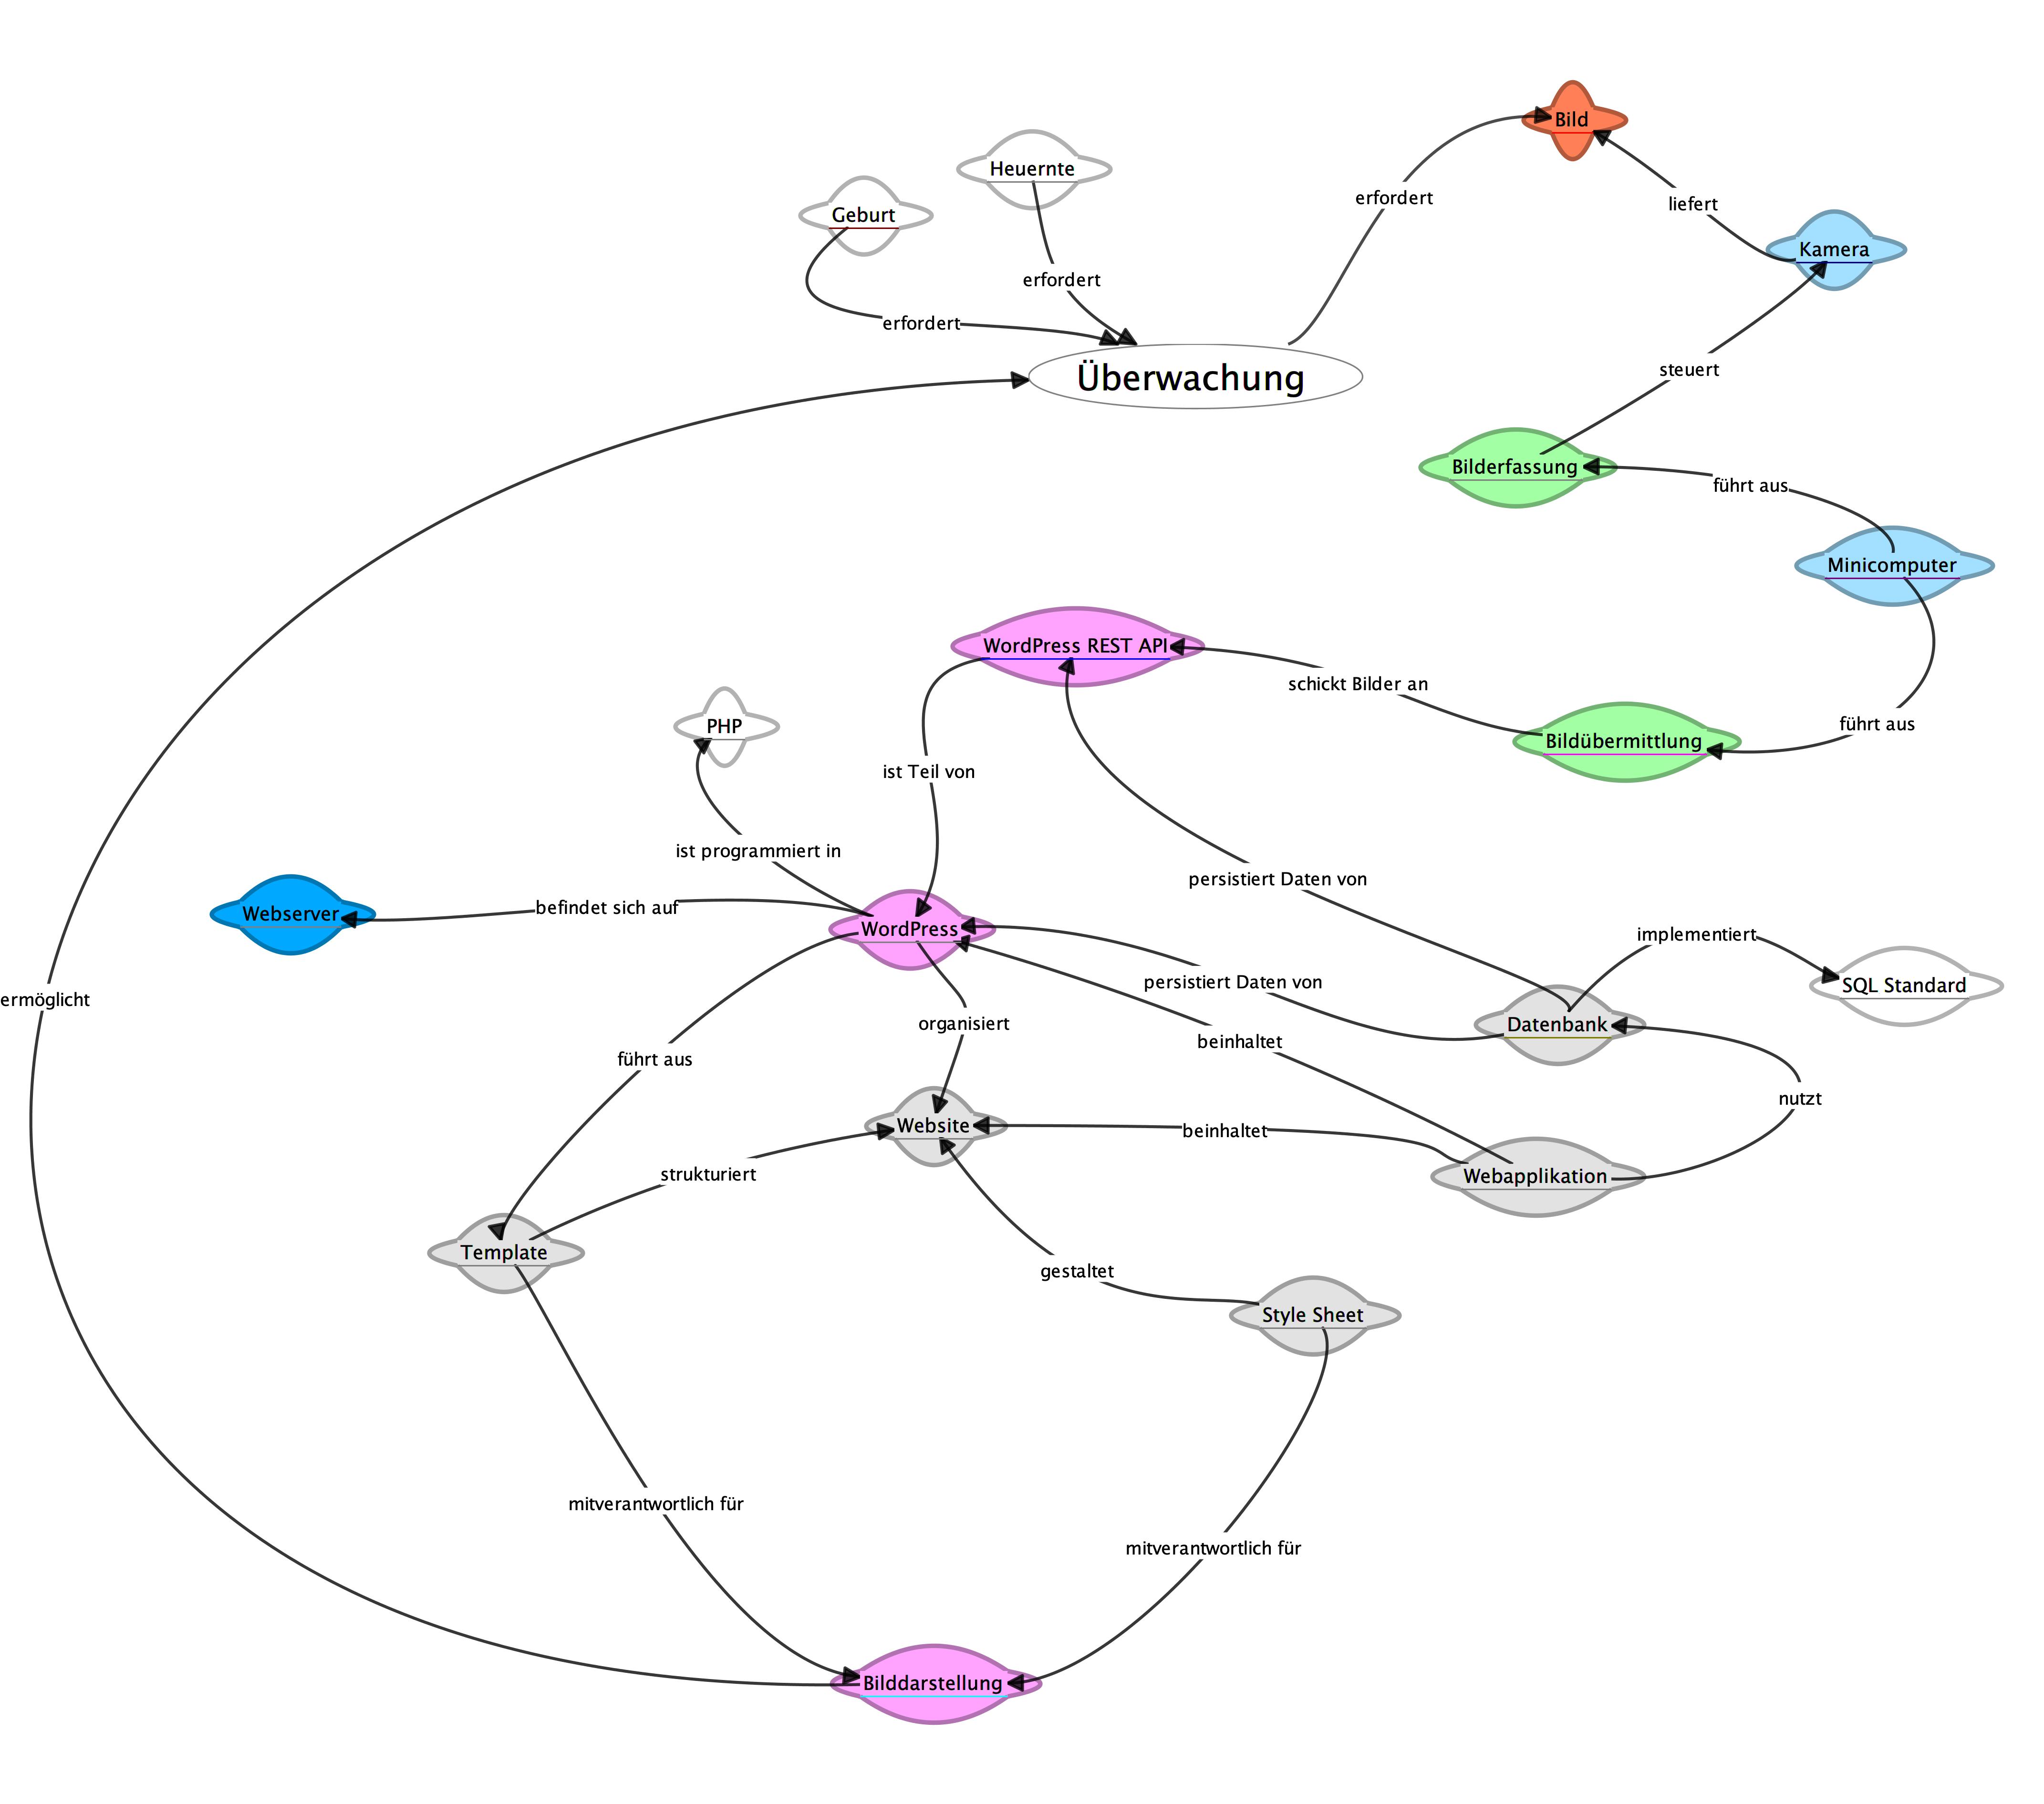 Bild
Heuernte
erfordert
liefert
Geburt
Kamera
erfordert
erfordert
steuert
Überwachung
Bilderfassung
führt aus
Minicomputer
WordPress REST API
schickt Bilder an
führt aus
PHP
Bildübermittlung
ist Teil von
ist programmiert in
persistiert Daten von
befindet sich auf
Webserver
WordPress
implementiert
persistiert Daten von
SQL Standard
ermöglicht
organisiert
Datenbank
beinhaltet
führt aus
nutzt
Website
beinhaltet
strukturiert
Webapplikation
Template
gestaltet
Style Sheet
mitverantwortlich für
mitverantwortlich für
Bilddarstellung